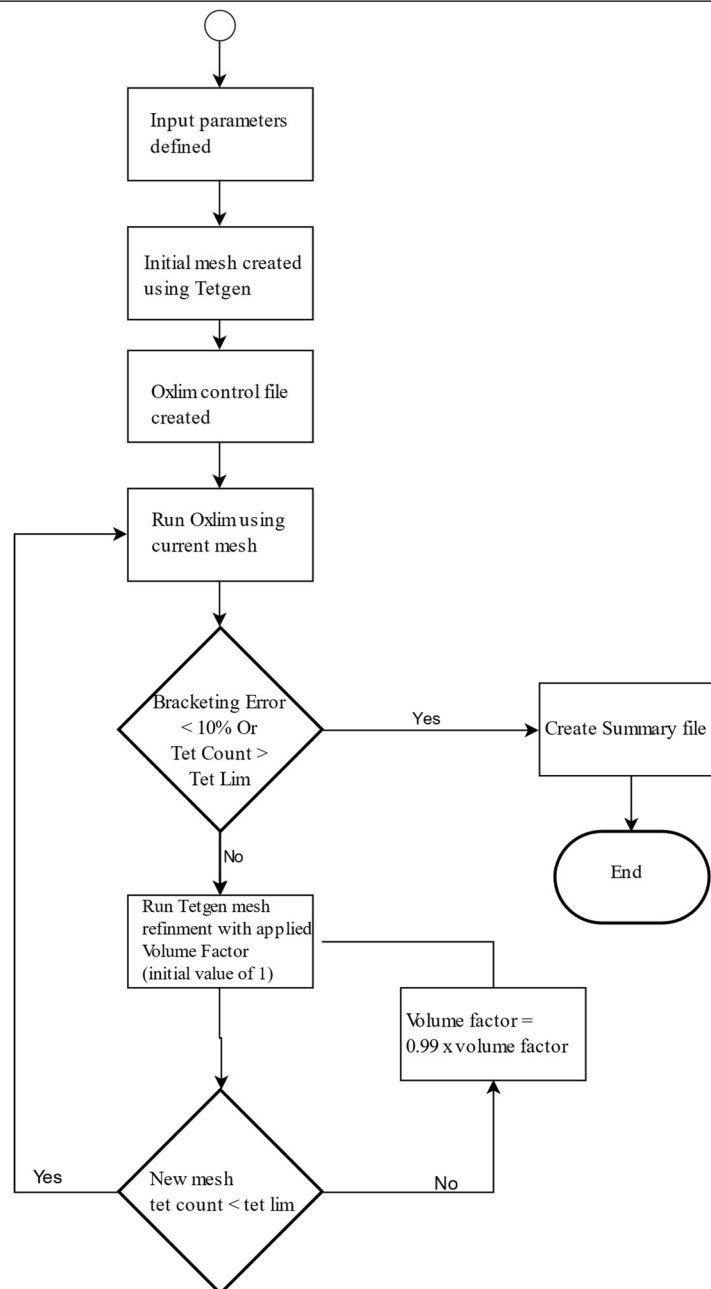 Input parameters
defined
Initial mesh created
using Tetgen
Oxlim control file
created
Run Oxlim using
current mesh
Bracketing Error
< 10% Or
Tet Count >
Tet Lim
Yes
Create Summary file
End
No
Run Tetgen mesh
refinment with applied
Volume Factor
(initial value of 1)
Volume factor =
0.99 x volume factor
New mesh
tet count < tet lim
Yes
No